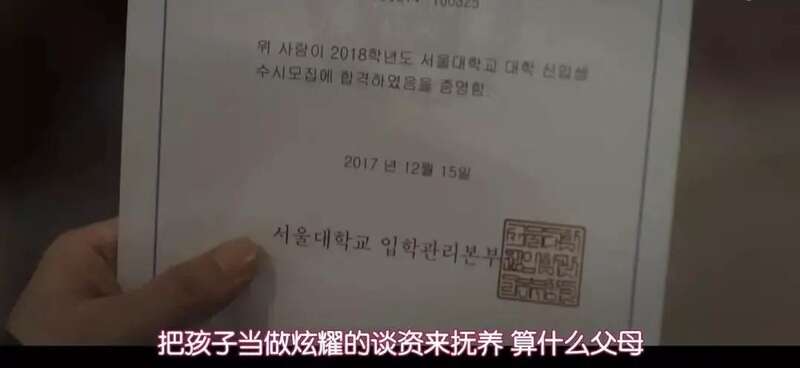 위 사람이 2018학년도 서울대학교 대학 신입생
수시모집에 합격하였음을 증명함
2017 년 12월 15일
서울대학교 입학관리본부
把孩子当做炫耀的谈资来抚养 算什么父母